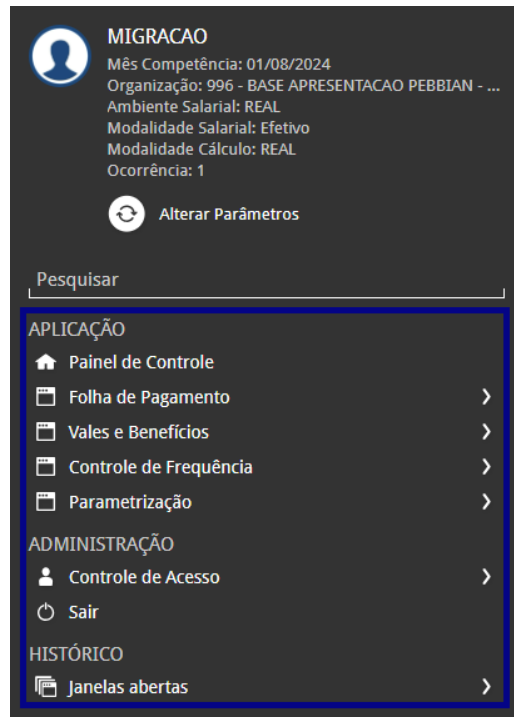 MIGRACAO
Mês Competência: 01/08/2024
Organização: 996 - BASE APRESENTACAO PEBBIAN - ...
Ambiente Salarial: REAL
Modalidade Salarial: Efetivo
Modalidade Cálculo: REAL
Ocorrência: 1
Alterar Parâmetros
Pesquisar
APLICAÇÃO
Painel de Controle
Folha de Pagamento
Vales e Benefícios
Controle de Frequência
Parametrização
ADMINISTRAÇÃO
Controle de Acesso
Sair
HISTÓRICO
Janelas abertas